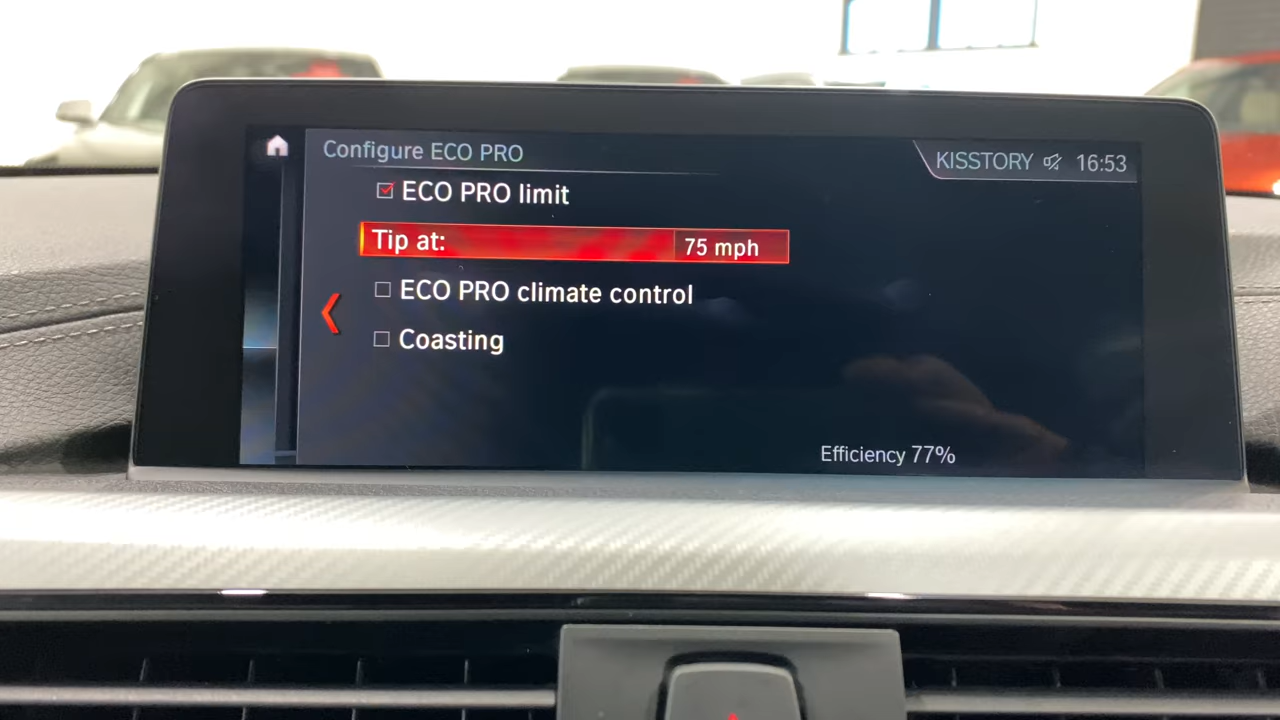 Configure ECO PRO
KISSTORY 16:53
ECO PRO limit
Tip at: 75 mph
ECO PRO climate control
Coasting
Efficiency 77%